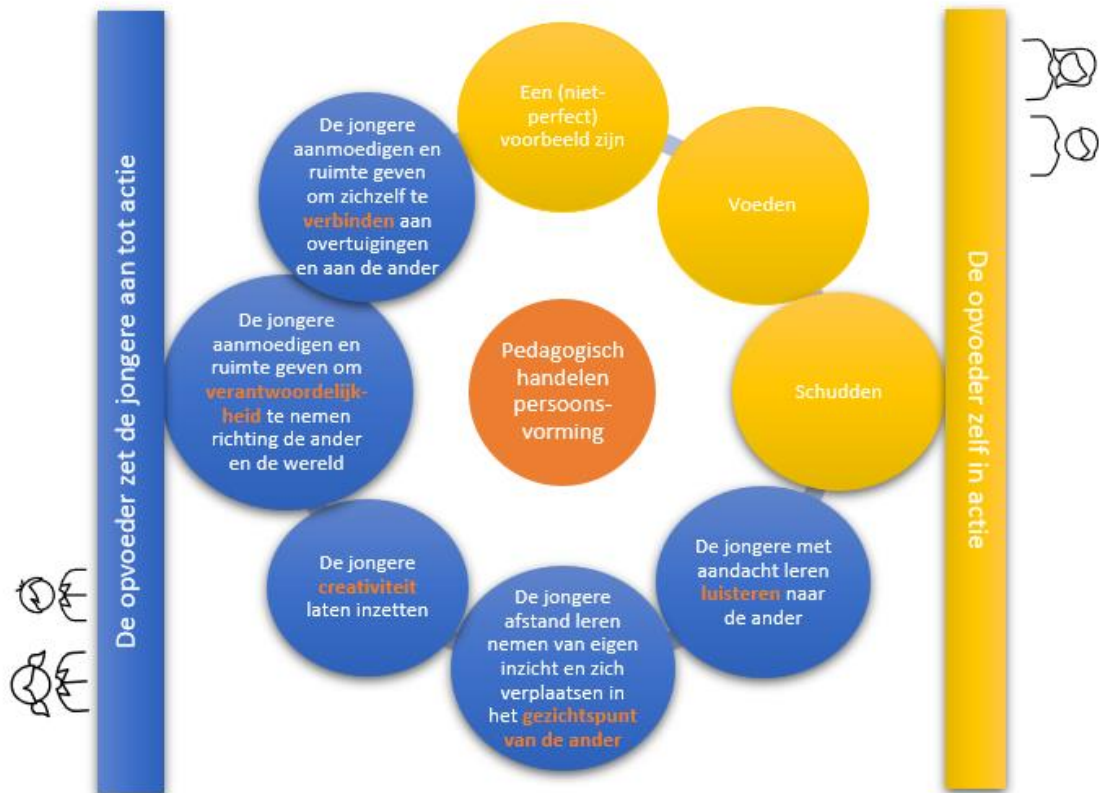 De opvoeder zet de jongere aan tot actie
Een (niet-
perfect)
voorbeeld zijn
Voeden
Schudden
De jongere met
aandacht leren
luisteren naar
de ander
De jongere
afstand leren
nemen van eigen
inzicht en zich
verplaatsen in
het gezichtspunt
van de ander
De jongere
creativiteit
laten inzetten
De jongere
aanmoedigen en
ruimte geven om
verantwoordelijk-
heid te nemen
richting de ander
en de wereld
De jongere
aanmoedigen en
ruimte geven
om zichzelf te
verbinden aan
overtuigingen
en aan de ander
Pedagogisch
handelen
persoons-
vorming
De opvoeder zelf in actie